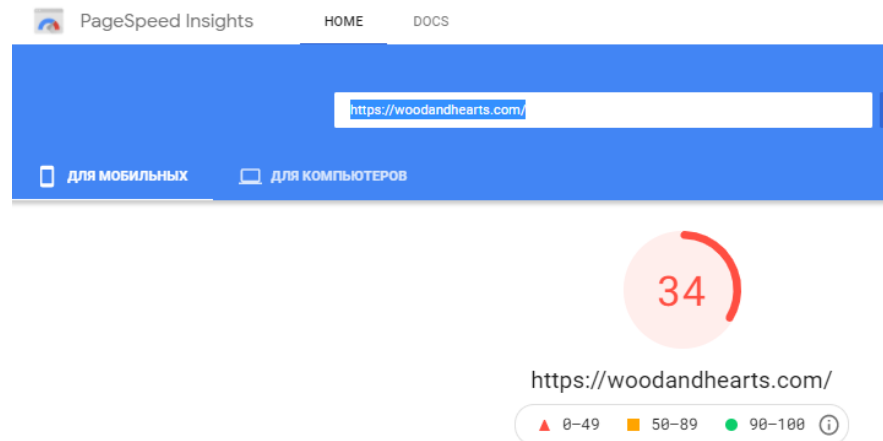 PageSpeed Insights HOME DOCS
https://woodandhearts.com/
ДЛЯ МОБИЛЬНЫХ ДЛЯ КОМПЬЮТЕРОВ
34
https://woodandhearts.com/
0–49 50–89 90–100